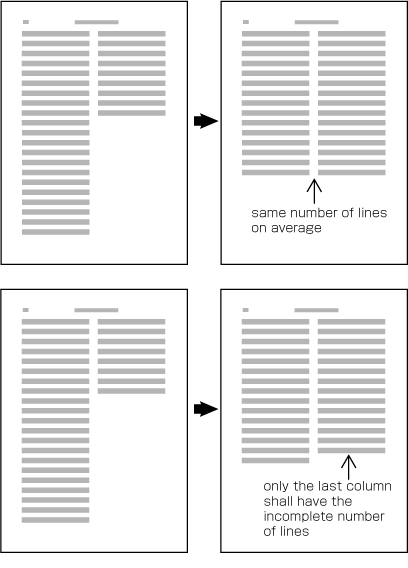 same number of lines
on average
only the last column
shall have the
incomplete number
of lines